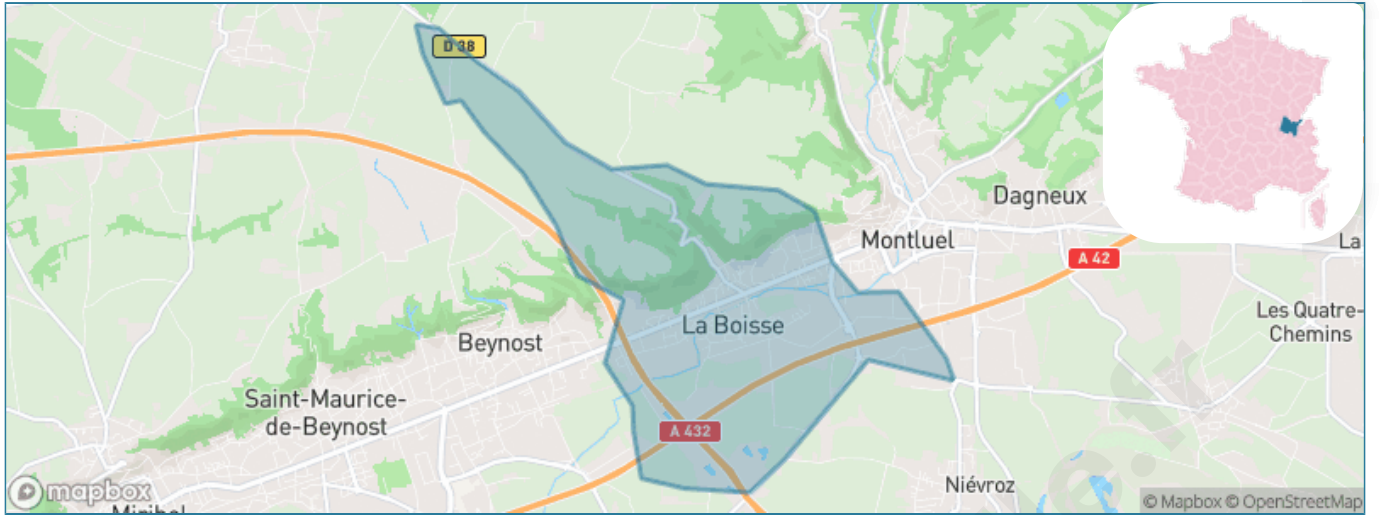 D 38
Dagneux
Montluel
La
A 42
Les Quatre-
Chemins
La Boisse
Beynost
Saint-Maurice-
de-Beynost
A 432
Niévroz
mapbox
© Mapbox © OpenStreetMap